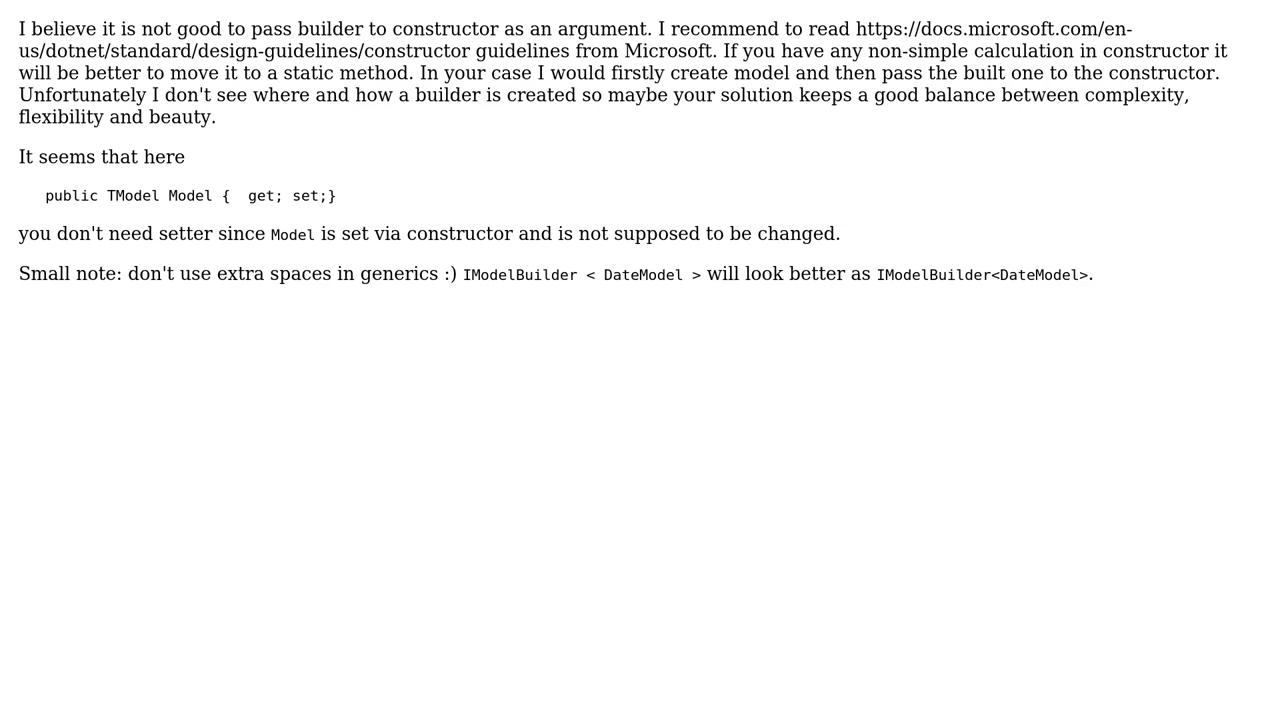 I believe it is not good to pass builder to constructor as an argument. I recommend to read https://docs.microsoft.com/en-
us/dotnet/standard/design-guidelines/constructor guidelines from Microsoft. If you have any non-simple calculation in constructor it
will be better to move it to a static method. In your case I would firstly create model and then pass the built one to the constructor.
Unfortunately I don't see where and how a builder is created so maybe your solution keeps a good balance between complexity,
flexibility and beauty.
It seems that here
public TModel Model {  get; set;}
you don't need setter since Model is set via constructor and is not supposed to be changed.
Small note: don't use extra spaces in generics :) IModelBuilder < DateModel > will look better as IModelBuilder<DateModel>.